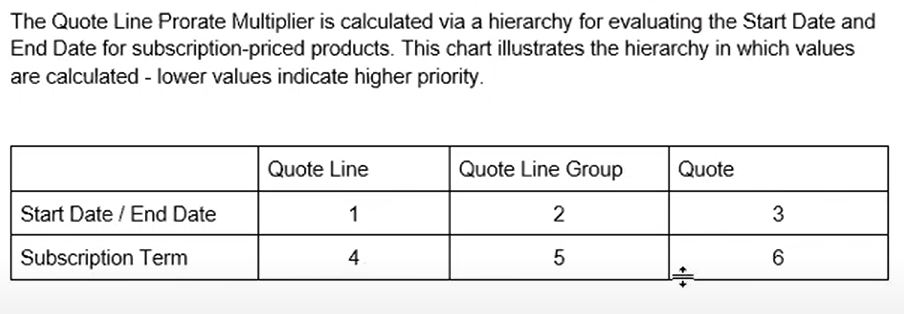 The Quote Line Prorate Multiplier is calculated via a hierarchy for evaluating the Start Date and
End Date for subscription-priced products. This chart illustrates the hierarchy in which values
are calculated - lower values indicate higher priority.
Quote Line Quote Line Group Quote
Start Date / End Date 1 2 3
Subscription Term 4 5 6